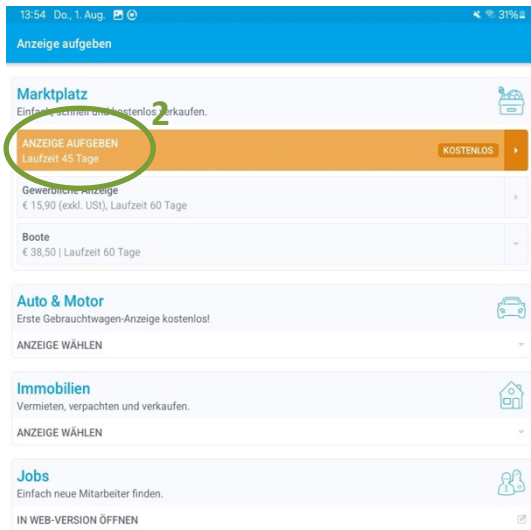 13:54 Do., 1. Aug. 31%
Anzeige aufgeben
Marktplatz
Einfach, schnell und kostenlos verkaufen.
2
ANZEIGE AUFGEBEN
Laufzeit 45 Tage
KOSTENLOS
Gewerbliche Anzeige
€ 15,90 (exkl. USt), Laufzeit 60 Tage
Boote
€ 38,50 | Laufzeit 60 Tage
Auto & Motor
Erste Gebrauchtwagen-Anzeige kostenlos!
ANZEIGE WÄHLEN
Immobilien
Vermieten, verpachten und verkaufen.
ANZEIGE WÄHLEN
Jobs
Einfach neue Mitarbeiter finden.
IN WEB-VERSION ÖFFNEN